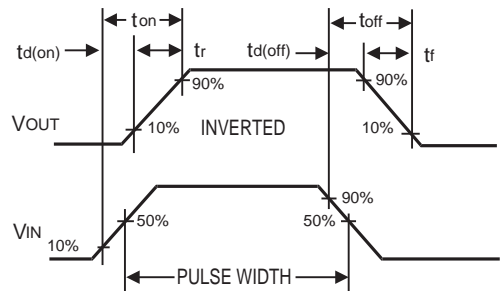 ton toff
td(on) tr td(off) tf
90% 90%
VOUT 10% INVERTED 10%
90%
50% 50%
VIN 10%
PULSE WIDTH